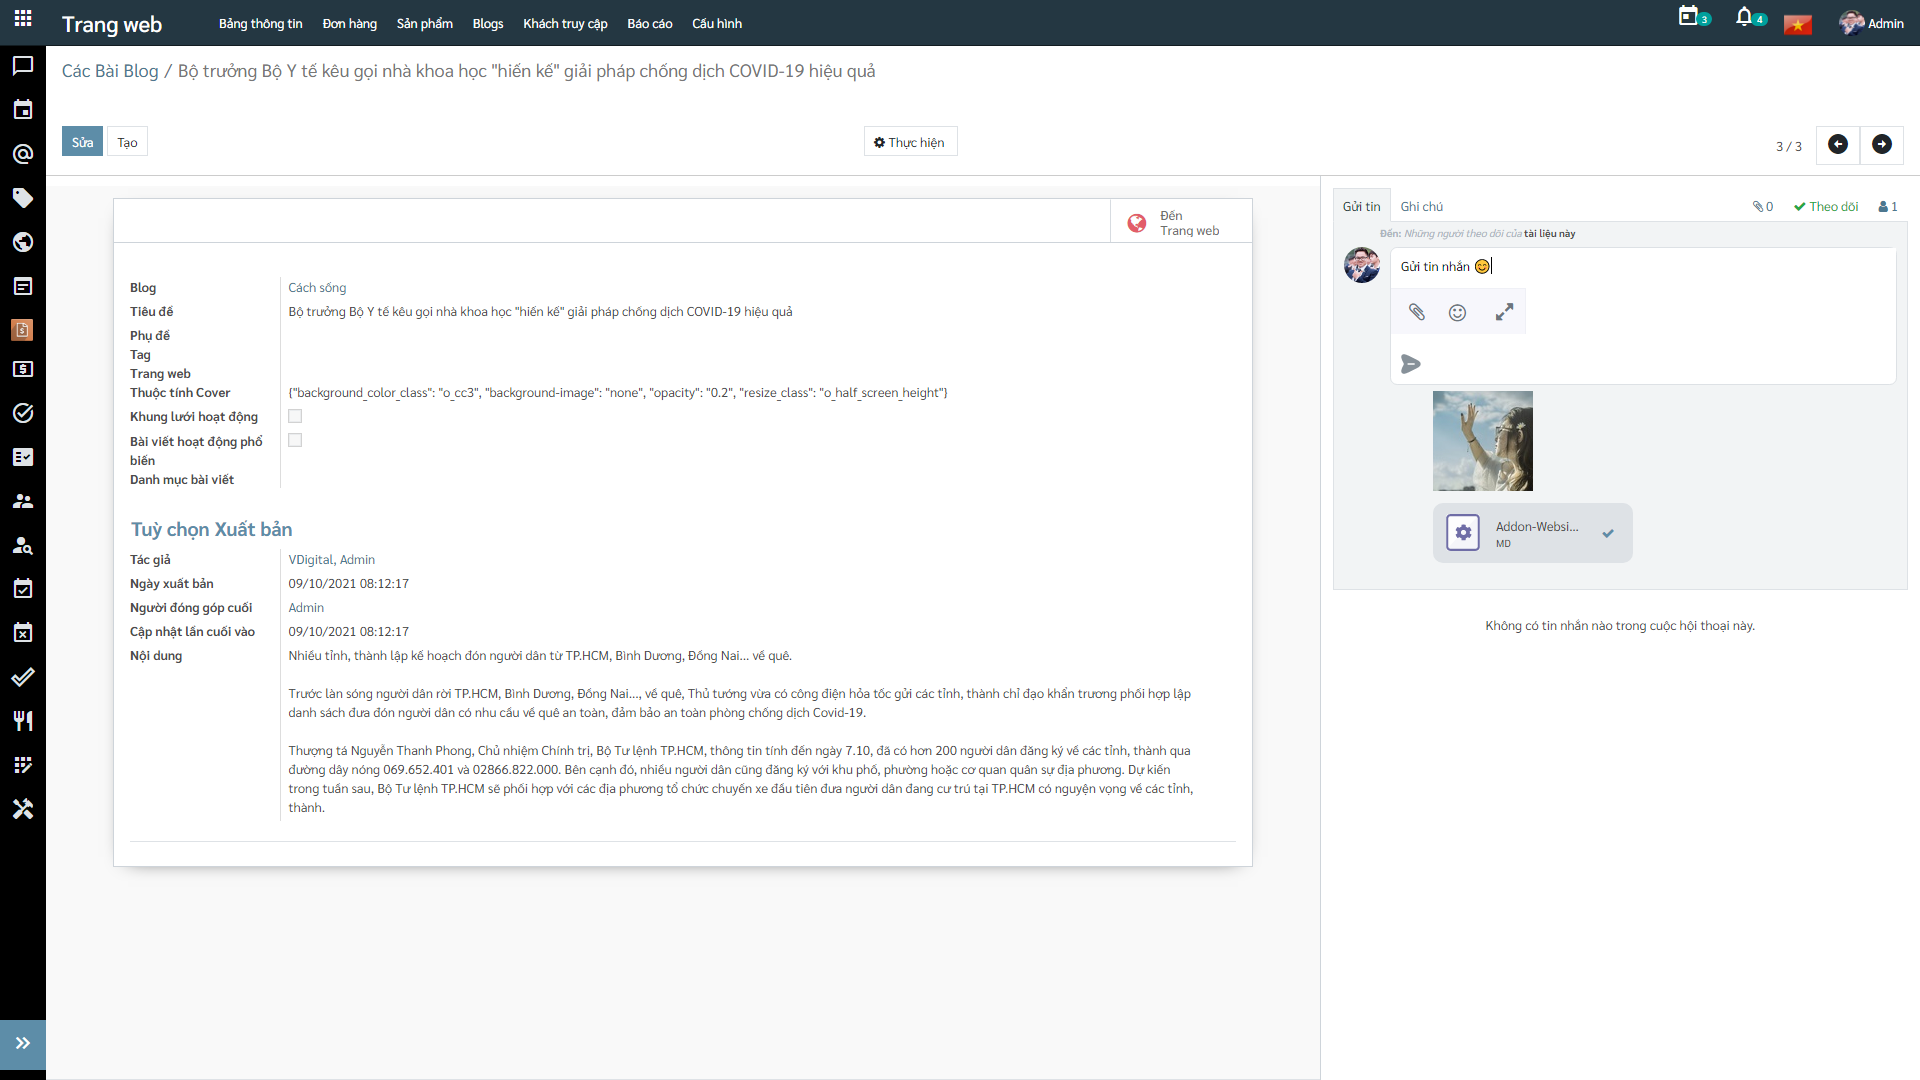 Trang web
Bảng thông tin
Đơn hàng
Sản phẩm
Blogs
Khách truy cập
Báo cáo
Cấu hình
3
4
Admin
Các Bài Blog / Bộ trưởng Bộ Y tế kêu gọi nhà khoa học "hiến kế" giải pháp chống dịch COVID-19 hiệu quả
Sửa
Tạo
Thực hiện
3 / 3
Đến
Trang web
Blog
Cách sống
Tiêu đề
Bộ trưởng Bộ Y tế kêu gọi nhà khoa học "hiến kế" giải pháp chống dịch COVID-19 hiệu quả
Phụ đề
Tag
Trang web
Thuộc tính Cover
{"background_color_class": "o_cc3", "background-image": "none", "opacity": "0.2", "resize_class": "o_half_screen_height"}
Khung lưới hoạt động
Bài viết hoạt động phổ
biến
Danh mục bài viết
Tuỳ chọn Xuất bản
Tác giả
VDigital, Admin
Ngày xuất bản
09/10/2021 08:12:17
Người đóng góp cuối
Admin
Cập nhật lần cuối vào
09/10/2021 08:12:17
Nội dung
Nhiều tỉnh, thành lập kế hoạch đón người dân từ TP.HCM, Bình Dương, Đồng Nai... về quê.
Trước làn sóng người dân rời TP.HCM, Bình Dương, Đồng Nai..., về quê, Thủ tướng vừa có công điện hỏa tốc gửi các tỉnh, thành chỉ đạo khẩn trương phối hợp lập
danh sách đưa đón người dân có nhu cầu về quê an toàn, đảm bảo an toàn phòng chống dịch Covid-19.
Thượng tá Nguyễn Thanh Phong, Chủ nhiệm Chính trị, Bộ Tư lệnh TP.HCM, thông tin tính đến ngày 7.10, đã có hơn 200 người dân đăng ký về các tỉnh, thành qua
đường dây nóng 069.652.401 và 02866.822.000. Bên cạnh đó, nhiều người dân cũng đăng ký với khu phố, phường hoặc cơ quan quân sự địa phương. Dự kiến
trong tuần sau, Bộ Tư lệnh TP.HCM sẽ phối hợp với các địa phương tổ chức chuyến xe đầu tiên đưa người dân đang cư trú tại TP.HCM có nguyện vọng về các tỉnh,
thành.
Gửi tin
Ghi chú
0
Theo dõi
1
Đến: Những người theo dõi của tài liệu này
Gửi tin nhắn 😊
Addon-Websi...
MD
Không có tin nhắn nào trong cuộc hội thoại này.